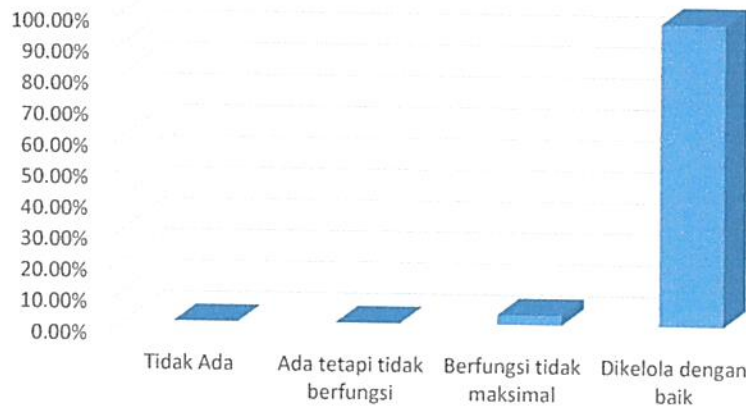 100.00%
90.00%
80.00%
70.00%
60.00%
50.00%
40.00%
30.00%
20.00%
10.00%
0.00%
Tidak Ada
Ada tetapi tidak
berfungsi
Berfungsi tidak
maksimal
Dikelola dengan
baik